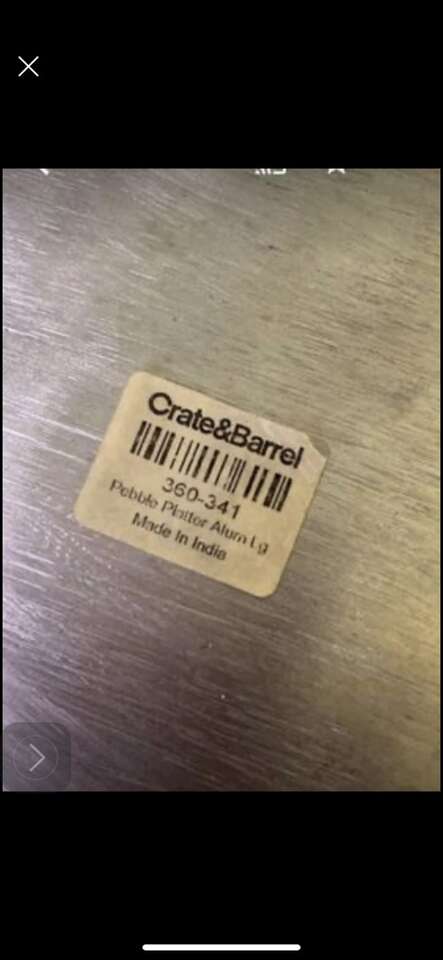 Crate&Barrel
360-341
Pebble Platter Alum Lg
Made In India